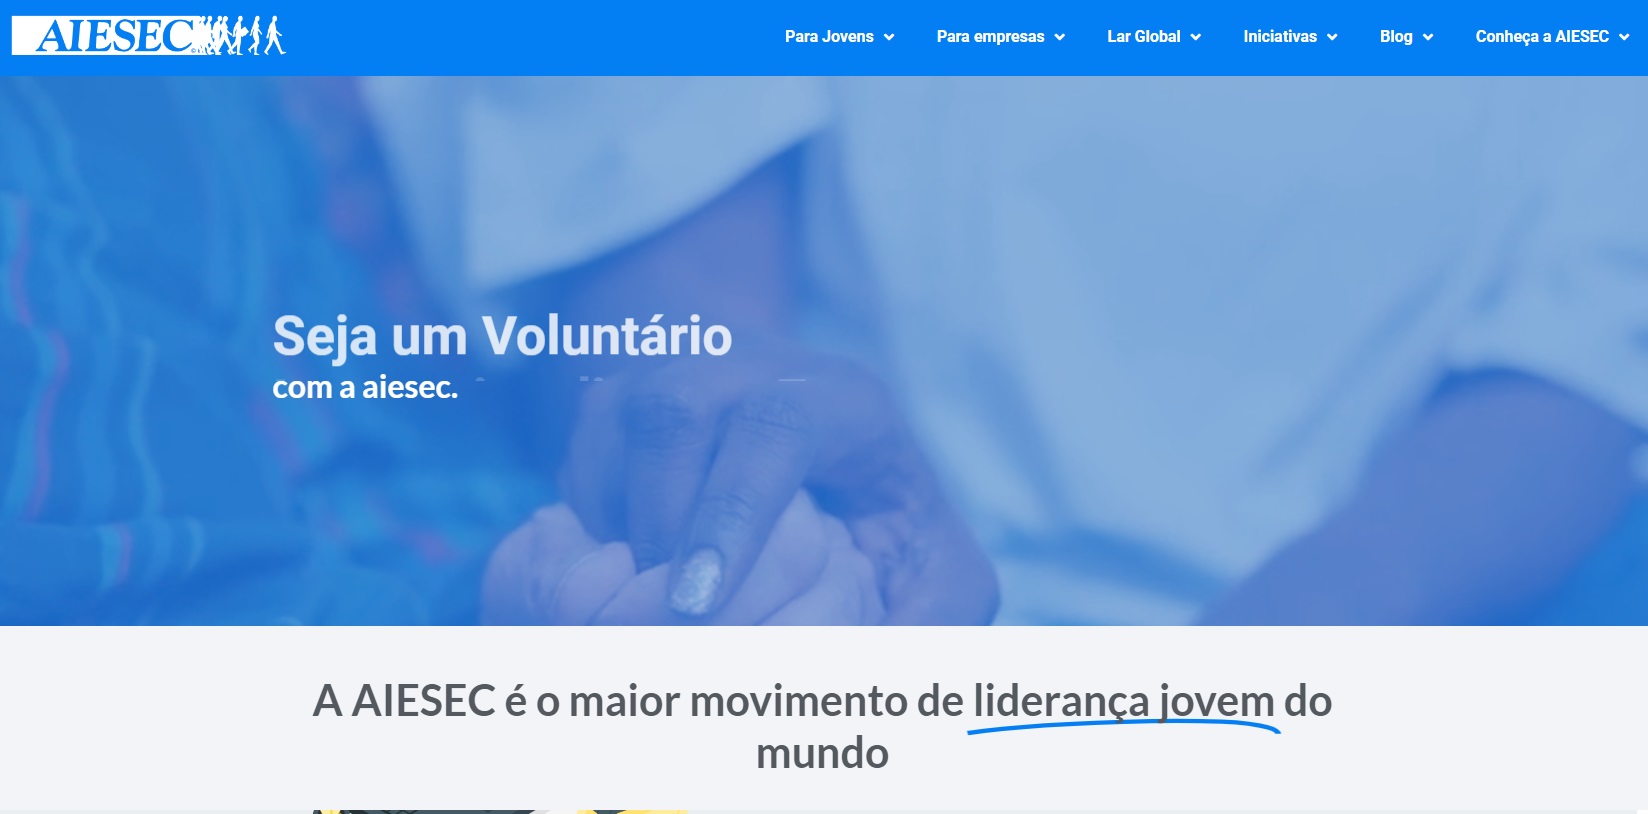 AIESEC
Para Jovens
Para empresas
Lar Global
Iniciativas
Blog
Conheça a AIESEC
Seja um Voluntário
com a aiesec.
A AIESEC é o maior movimento de liderança jovem do
mundo